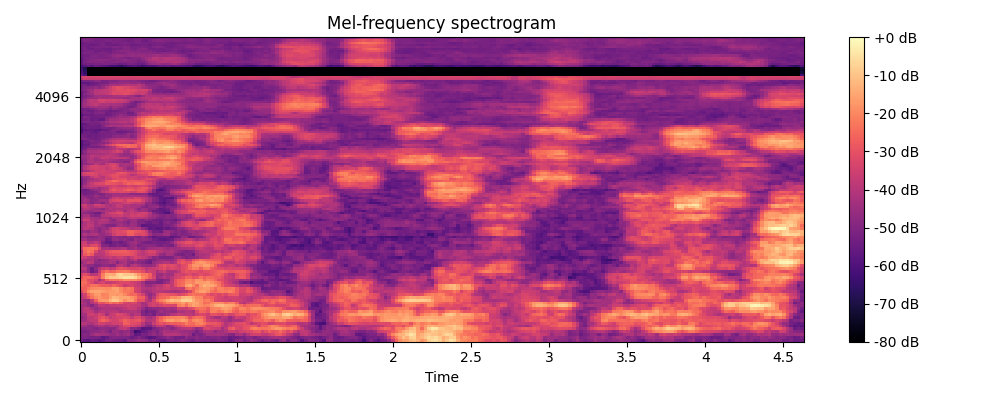 Mel-frequency spectrogram
Hz
4096
2048
1024
512
0
0 0.5 1 1.5 2 2.5 3 3.5 4 4.5
Time
+0 dB
-10 dB
-20 dB
-30 dB
-40 dB
-50 dB
-60 dB
-70 dB
-80 dB